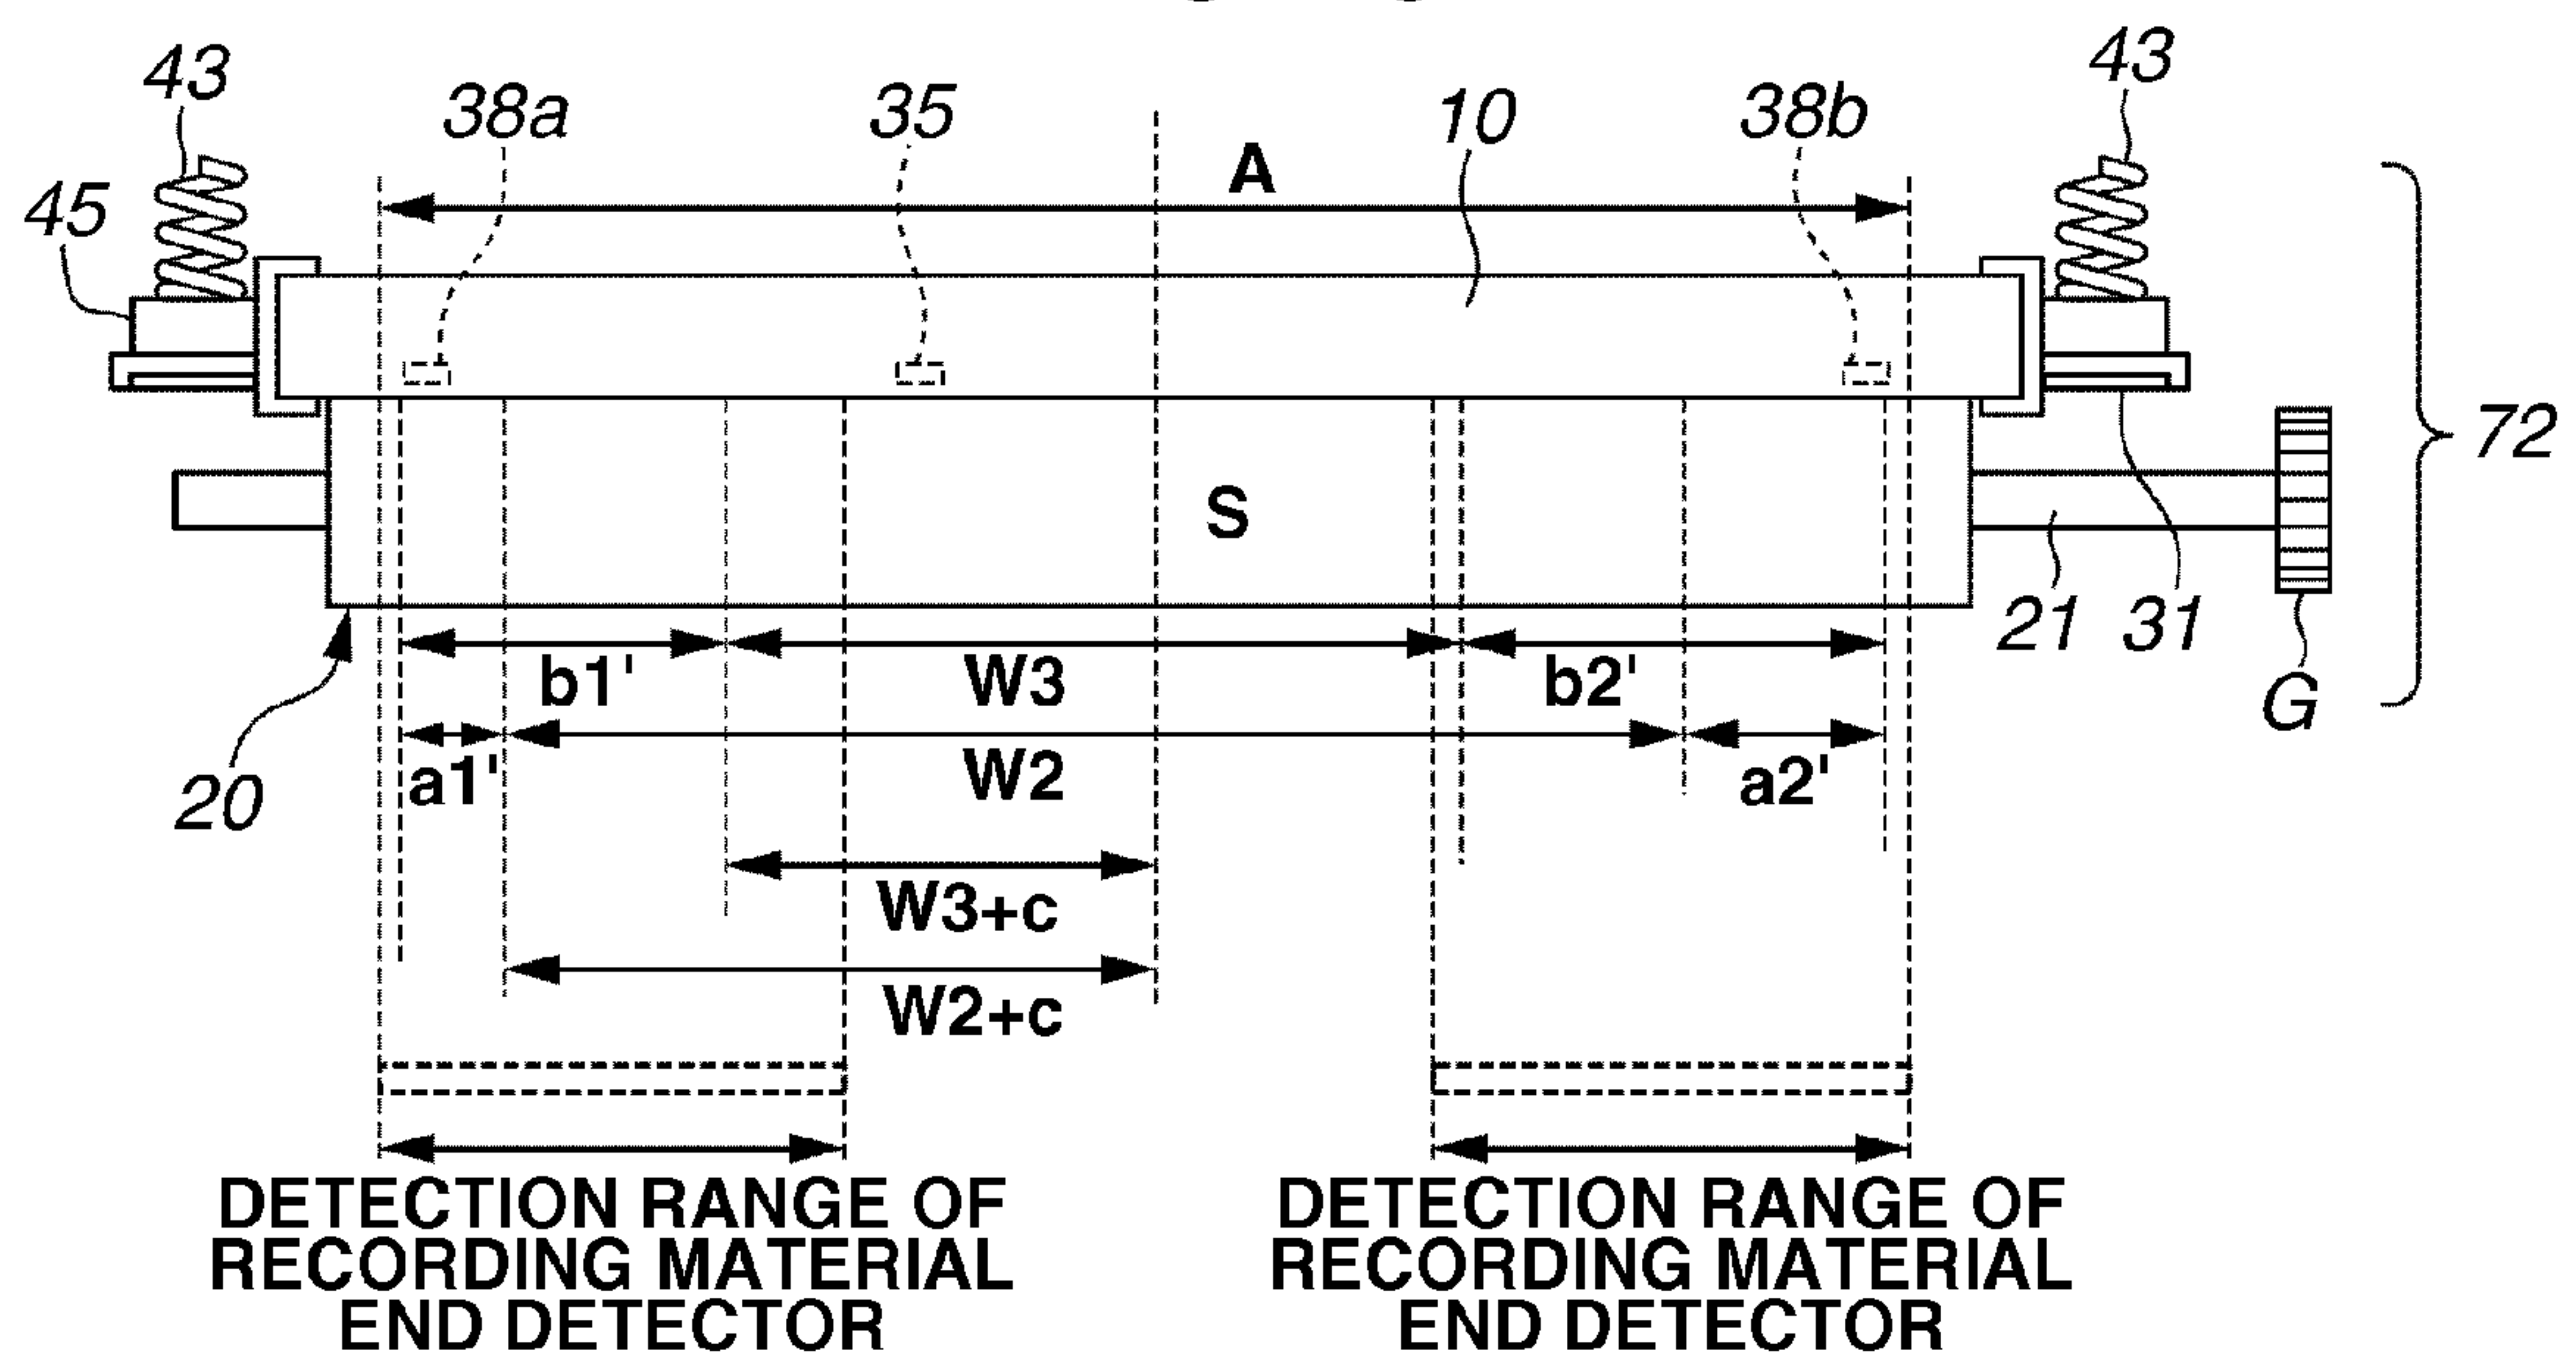 43
43
38a
35
10
38b
A
45
72
S
21
31
b1'
W3
b2'
G
a1'
W2
a2'
20
W3+c
W2+c
DETECTION RANGE OF
RECORDING MATERIAL
END DETECTOR
DETECTION RANGE OF
RECORDING MATERIAL
END DETECTOR